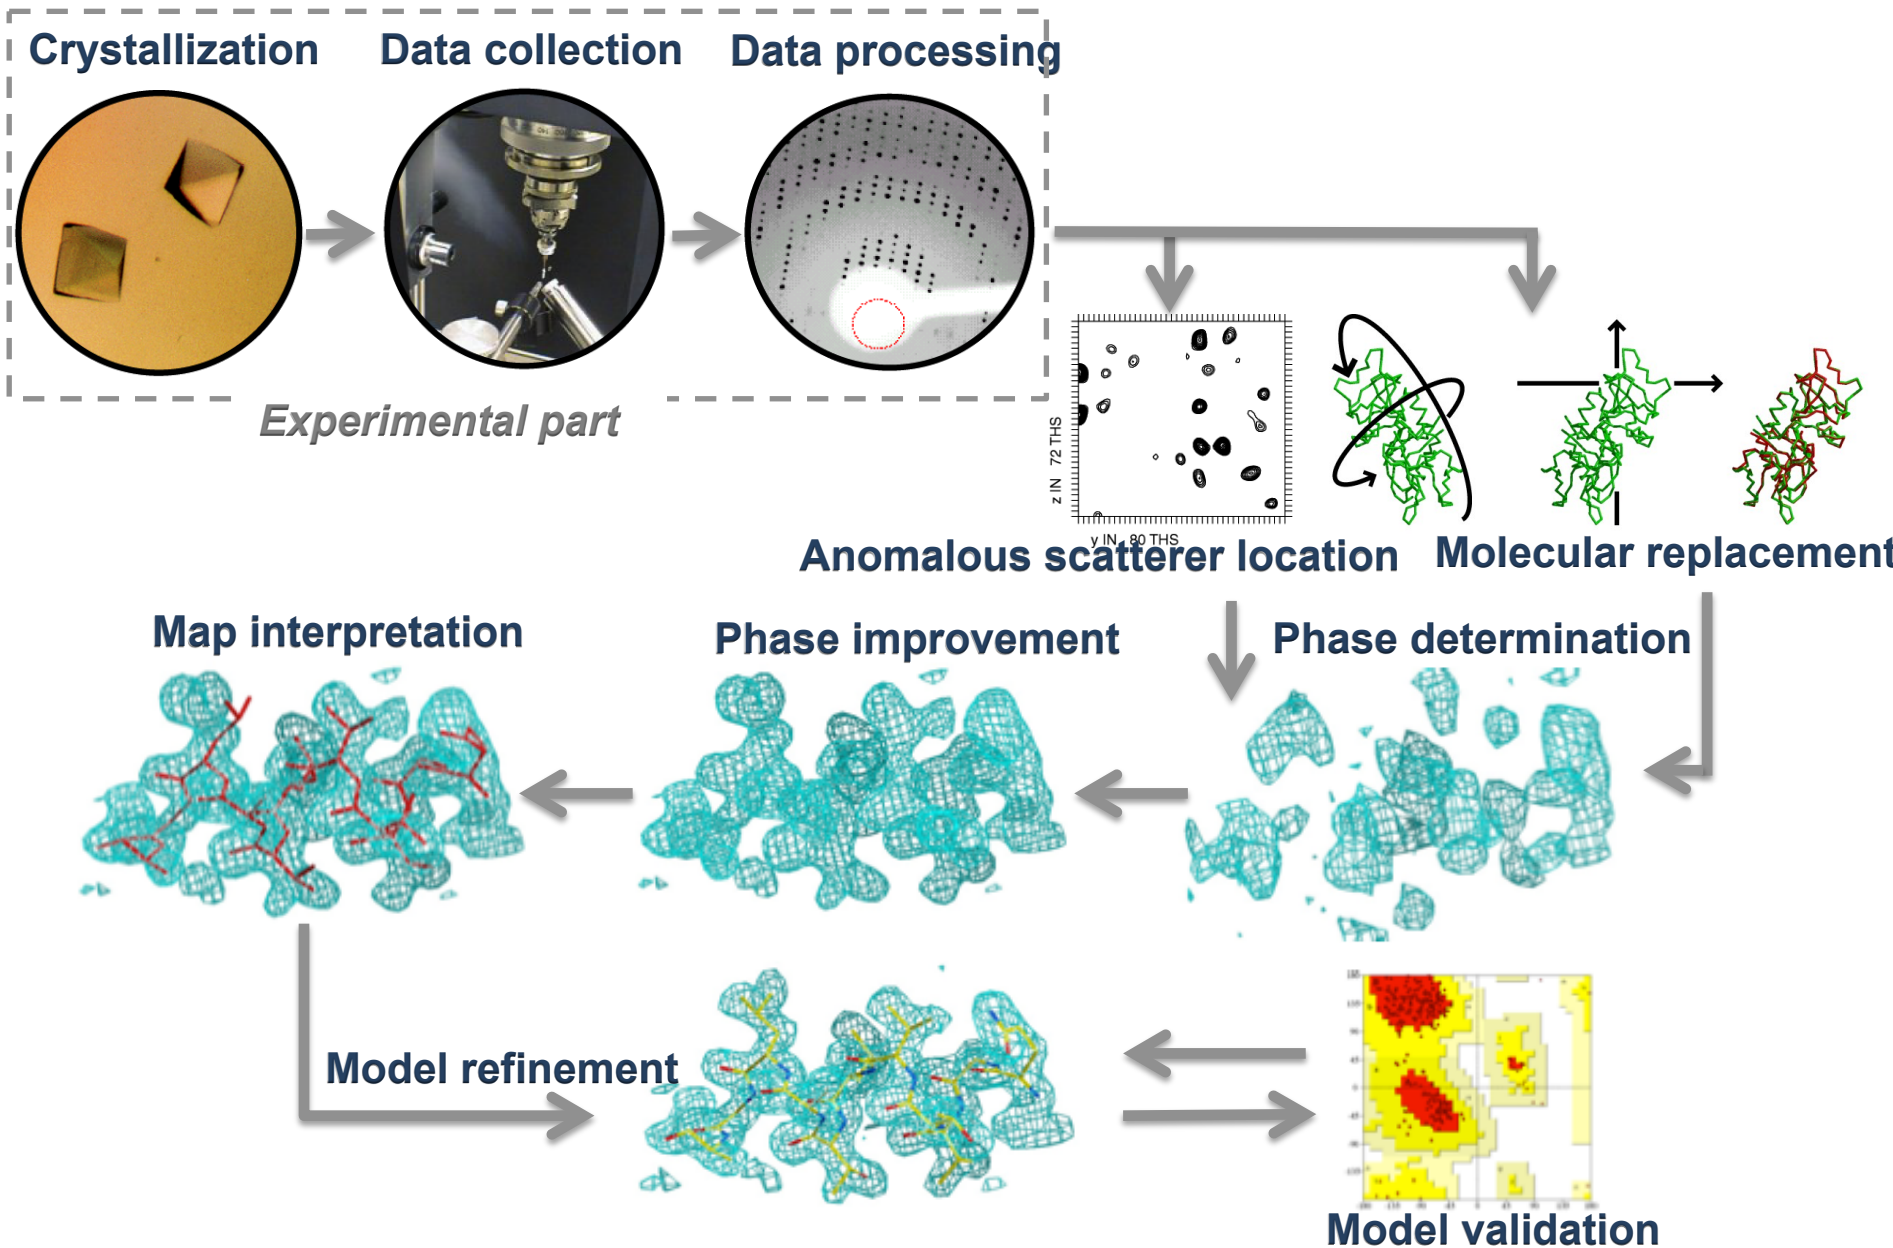 Crystallization
Data collection
Data processing
Experimental part
z IN 72 THS
y IN 80 THS
Anomalous scatterer location
Molecular replacement
Map interpretation
Phase improvement
Phase determination
Model refinement
Model validation